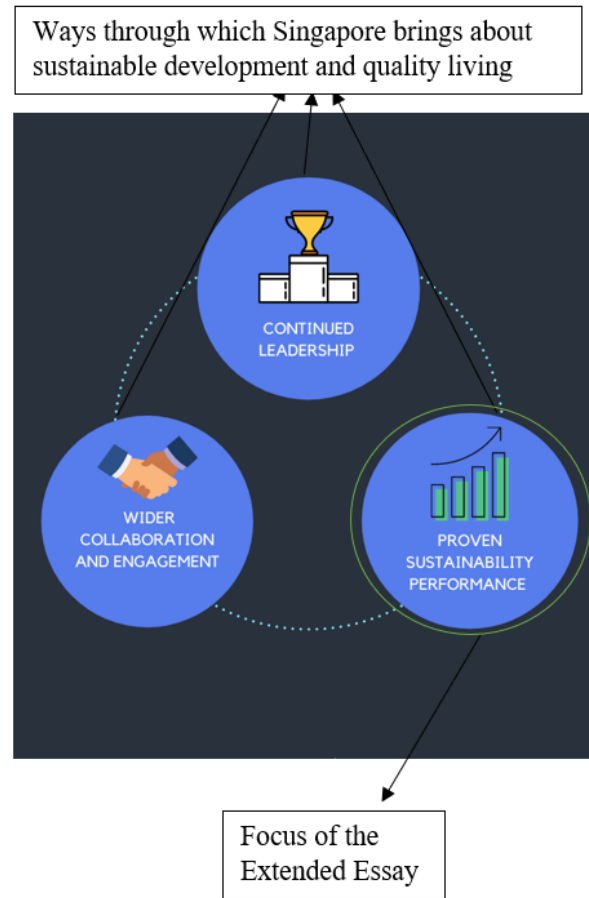 Ways through which Singapore brings about
sustainable development and quality living
CONTINUED
LEADERSHIP
WIDER
COLLABORATION
AND ENGAGEMENT
PROVEN
SUSTAINABILITY
PERFORMANCE
Focus of the
Extended Essay